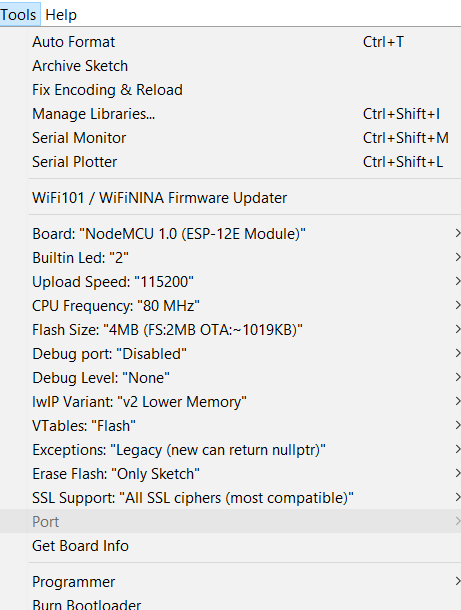 Tools Help
Auto Format Ctrl+T
Archive Sketch
Fix Encoding & Reload
Manage Libraries... Ctrl+Shift+I
Serial Monitor Ctrl+Shift+M
Serial Plotter Ctrl+Shift+L
WiFi101 / WiFiNINA Firmware Updater
Board: "NodeMCU 1.0 (ESP-12E Module)"
Builtin Led: "2"
Upload Speed: "115200"
CPU Frequency: "80 MHz"
Flash Size: "4MB (FS:2MB OTA:~1019KB)"
Debug port: "Disabled"
Debug Level: "None"
lwIP Variant: "v2 Lower Memory"
VTables: "Flash"
Exceptions: "Legacy (new can return nullptr)"
Erase Flash: "Only Sketch"
SSL Support: "All SSL ciphers (most compatible)"
Port
Get Board Info
Programmer
Burn Bootloader